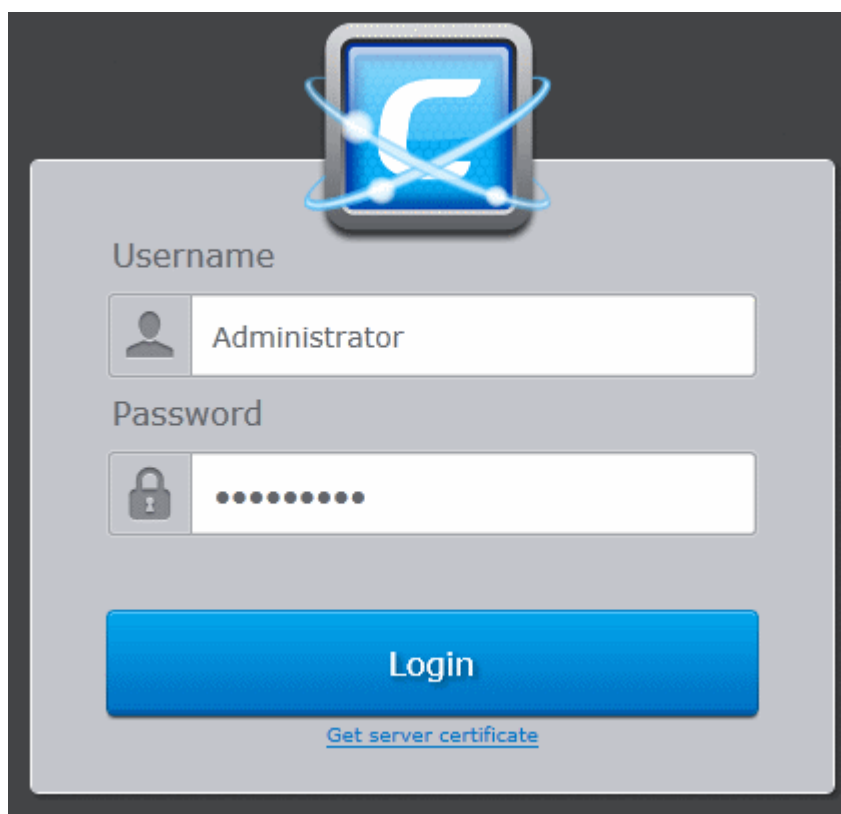 Username
Administrator
Password
•••••••••
Login
Get server certificate